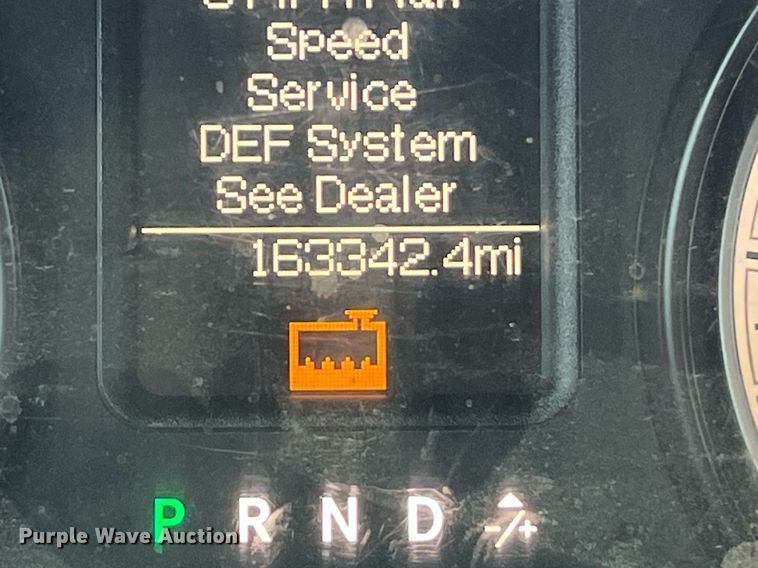 Speed
Service
DEF System
See Dealer
163342.4mi
P R N D -/+
Purple Wave Auction